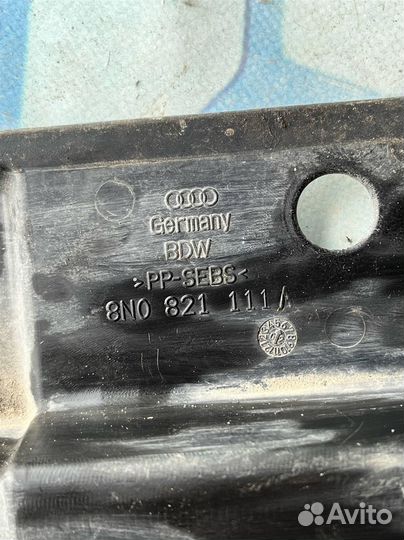 Germany
BDW
>PP-SEBS<
8N0 821 111 A
Avito